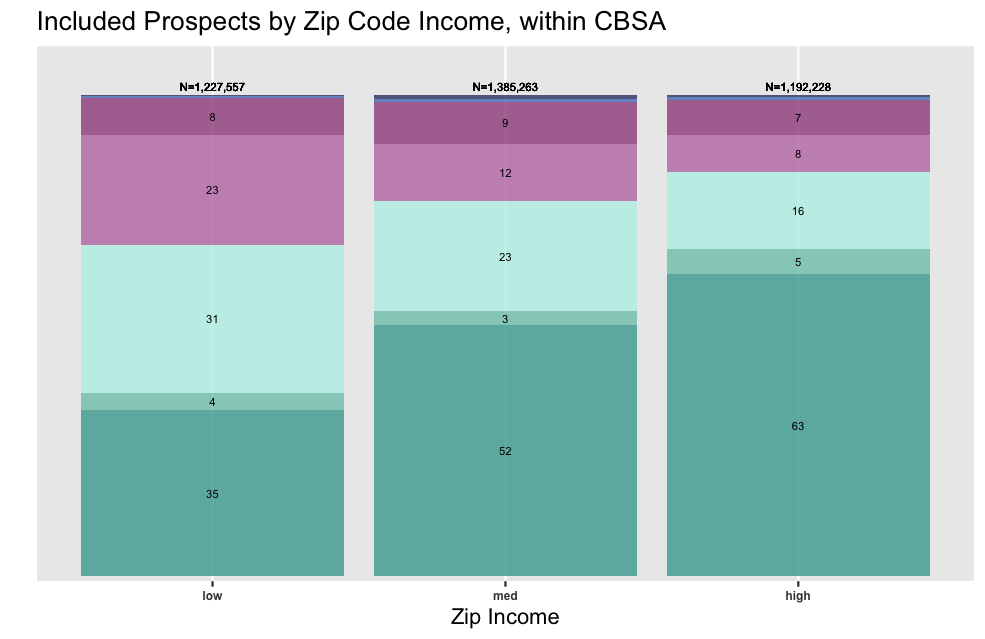 Included Prospects by Zip Code Income, within CBSA
N=1,227,557 N=1,385,263 N=1,192,228
8 9 7
23 12 8
31 23 16
4 3 5
35 52 63
low med high
Zip Income